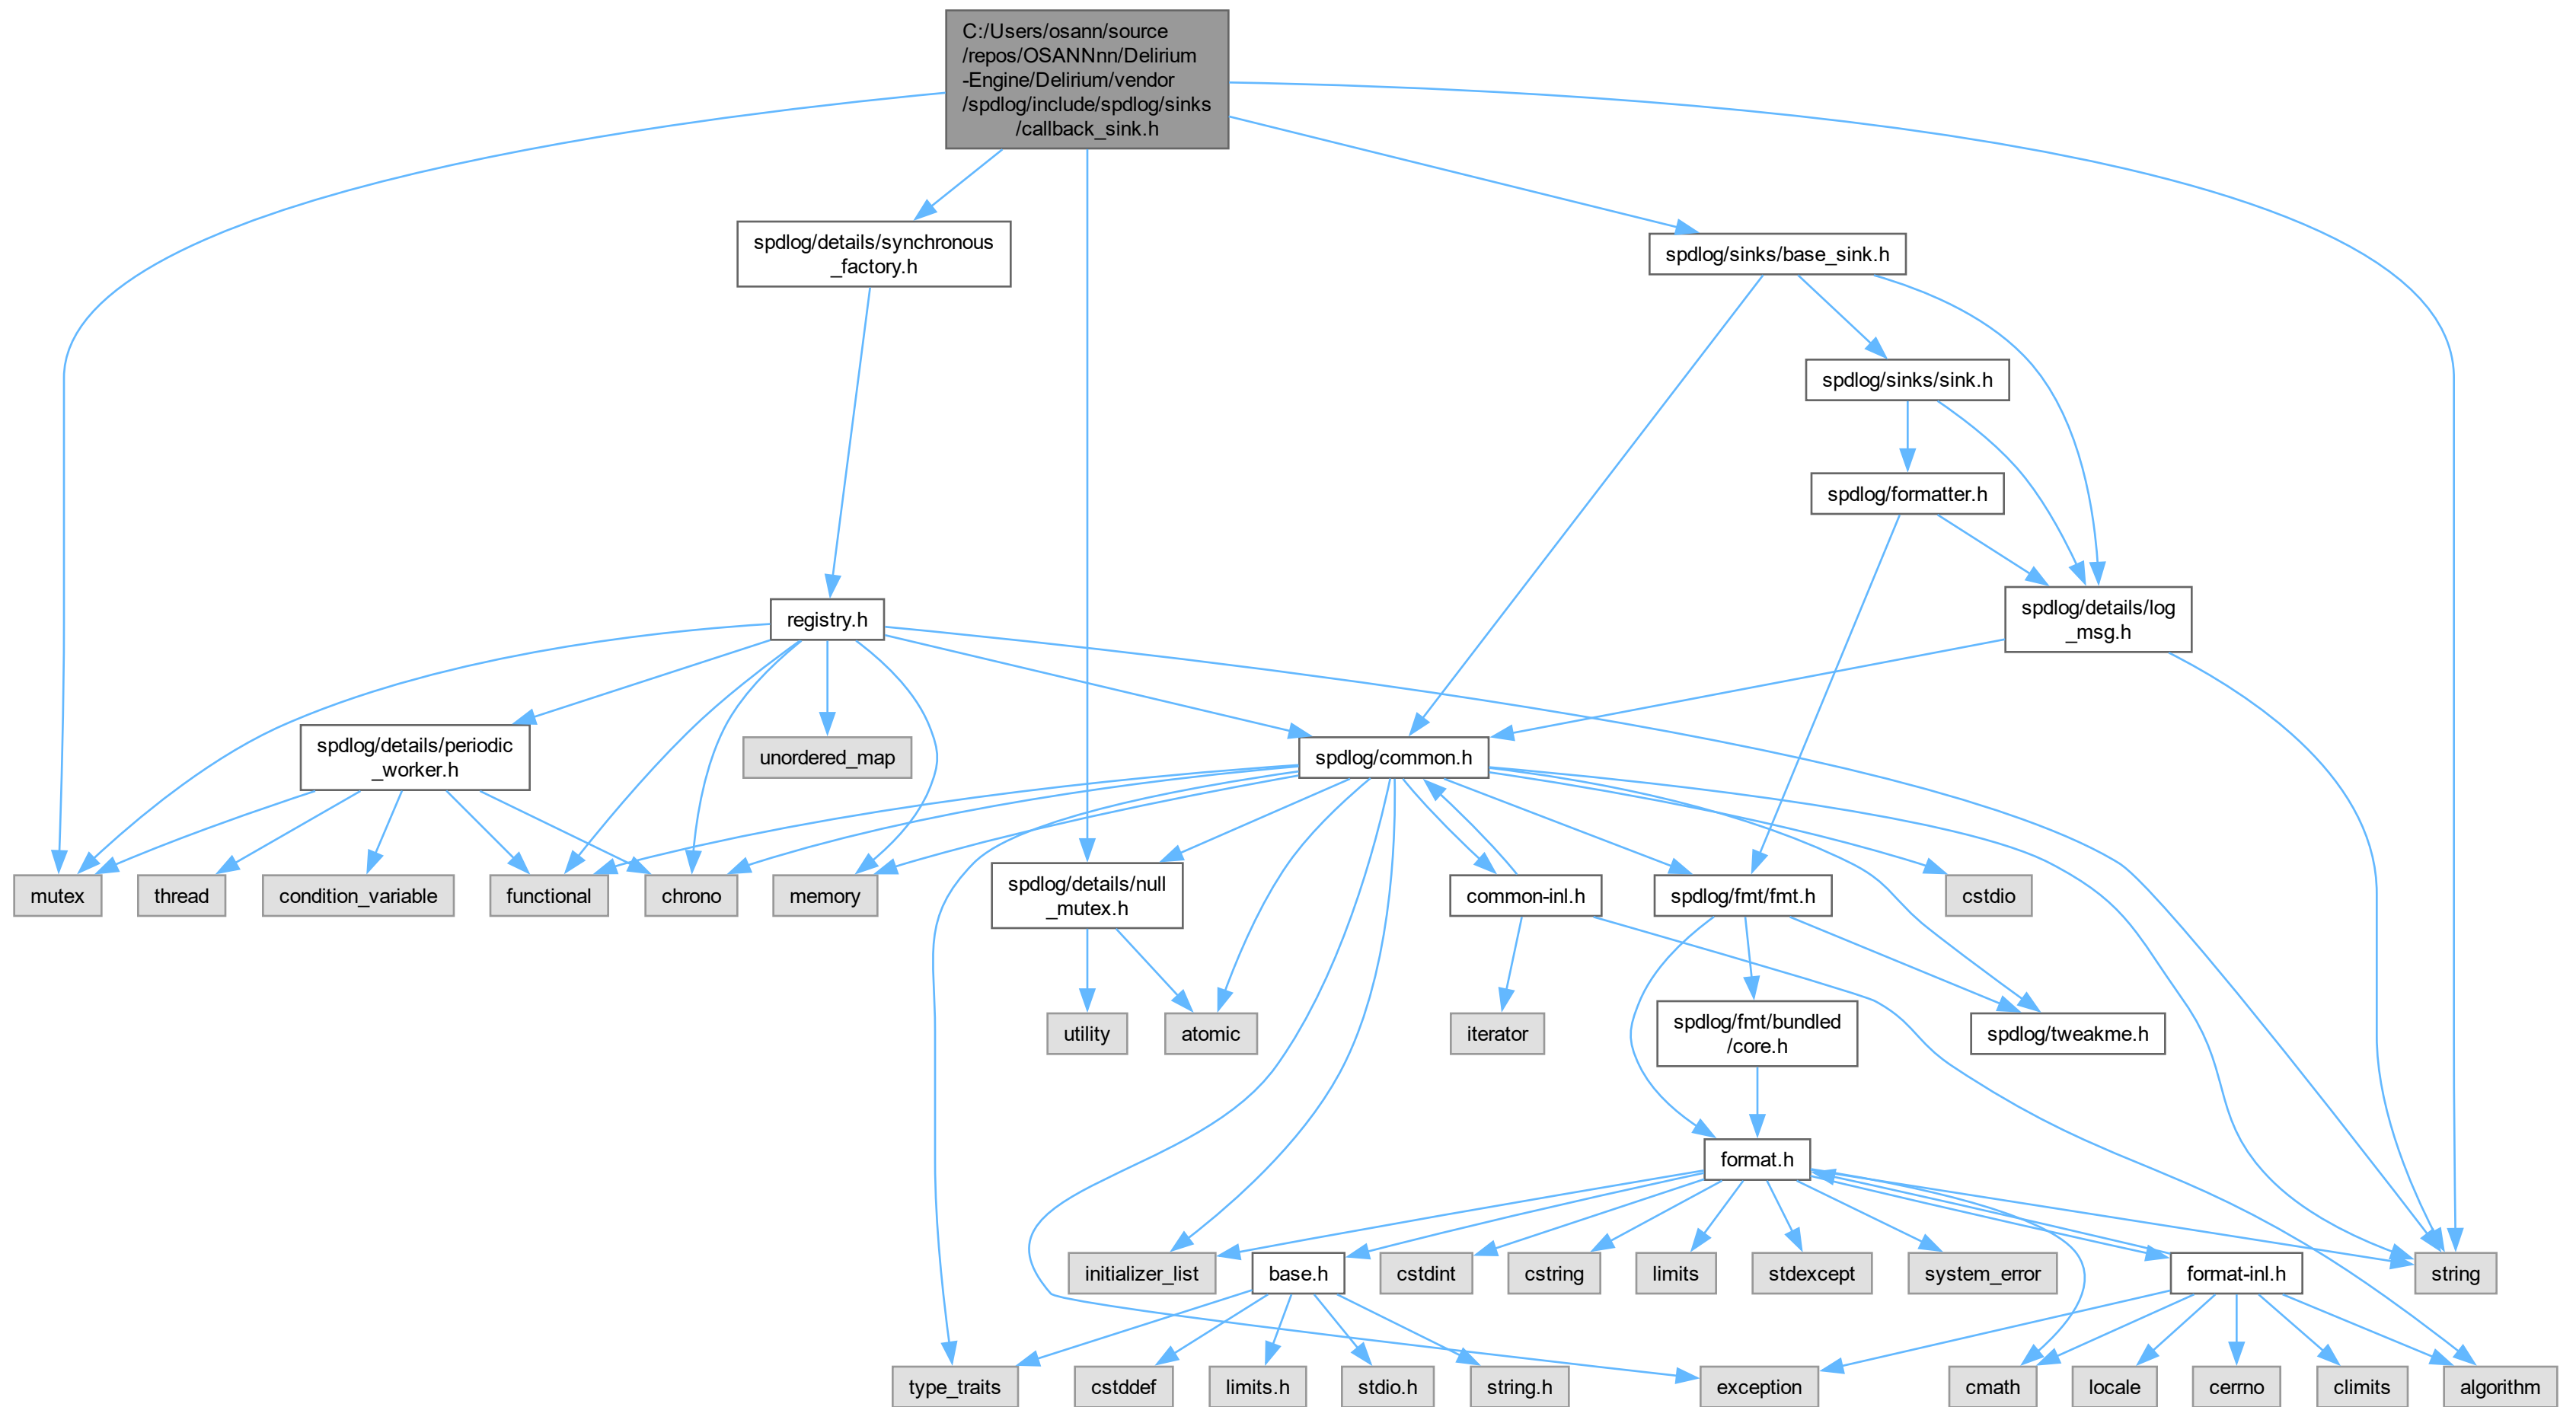 C:/Users/osann/source
/repos/OSANNnn/Delirium
-Engine/Delirium/vendor
/spdlog/include/spdlog/sinks
/callback_sink.h
spdlog/details/synchronous
_factory.h
spdlog/sinks/base_sink.h
spdlog/sinks/sink.h
spdlog/formatter.h
registry.h
spdlog/details/log
_msg.h
spdlog/details/periodic
_worker.h
unordered_map
spdlog/common.h
mutex
thread
condition_variable
functional
chrono
memory
spdlog/details/null
_mutex.h
common-inl.h
spdlog/fmt/fmt.h
cstdio
utility
atomic
iterator
spdlog/fmt/bundled
/core.h
spdlog/tweakme.h
format.h
initializer_list
base.h
cstdint
cstring
limits
stdexcept
system_error
format-inl.h
string
type_traits
cstddef
limits.h
stdio.h
string.h
exception
cmath
locale
cerrno
climits
algorithm